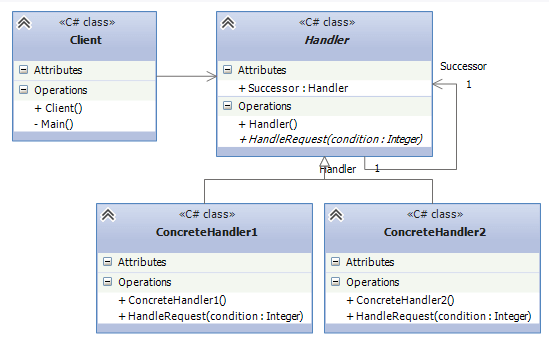 «C# class»
Client
Attributes
Operations
+ Client()
- Main()
«C# class»
Handler
Attributes
+ Successor : Handler
Operations
+ Handler()
+ HandleRequest(condition : Integer)
Successor
1
Handler
1
«C# class»
ConcreteHandler1
Attributes
Operations
+ ConcreteHandler1()
+ HandleRequest(condition : Integer)
«C# class»
ConcreteHandler2
Attributes
Operations
+ ConcreteHandler2()
+ HandleRequest(condition : Integer)